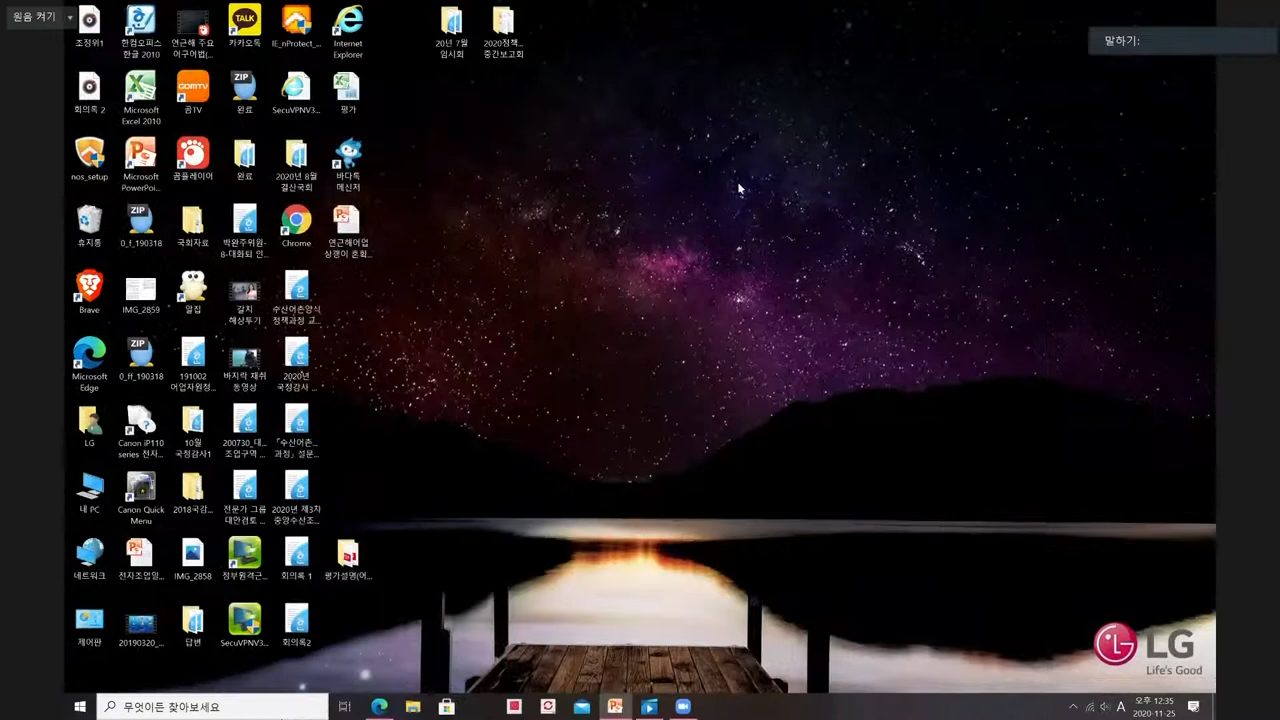 원음 켜기
말하기:
조정위1
한컴오피스
한글 2010
연근해 주요
어구어법(...
TALK
카카오톡
IE_nProtect_...
Internet
Explorer
20년 7월
임시회
2020정책...
중간보고회
회의록 2
Microsoft
Excel 2010
GOMTV
곰TV
ZIP
완료
SecuVPNV3...
평가
nos_setup
Microsoft
PowerPoi...
곰플레이어
완료
2020년 8월
결산국회
바다톡
메신저
휴지통
ZIP
0_f_190318
국회자료
박완주위원-
8-대화퇴 인...
Chrome
연근해어업
상갱이 혼획...
Brave
IMG_2859
알집
갈치
해상투기
수산어촌양식
정책과정 교...
Microsoft
Edge
ZIP
0_ff_190318
191002
어업자원정...
바지락 채취
동영상
2020년
국정감사 ...
LG
Canon iP110
series 전자...
10월
국정감사1
200730_대...
조업구역 ...
「수산어촌...
과정」 설문...
내 PC
Canon Quick
Menu
2018국감...
전문가 그룹
대안검토 ...
2020년 제3차
중앙수산조...
네트워크
전자조업일...
IMG_2858
정부원격근...
회의록 1
평가설명(어...
제어판
20190320_...
답변
SecuVPNV3...
회의록2
LG
Life's Good
무엇이든 찾아보세요
A
오후 12:35
2020-11-25